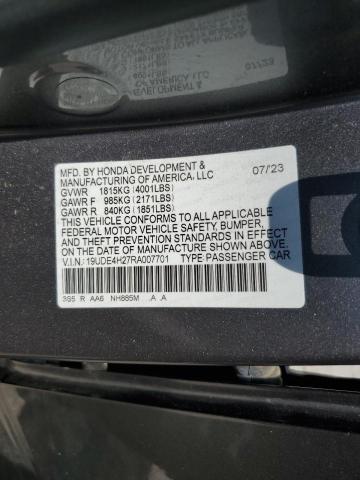 MFD. BY HONDA DEVELOPMENT & 07/23
MANUFACTURING OF AMERICA, LLC
GVWR 1815KG (4001LBS)
GAWR F 985KG (2171LBS)
GAWR R 840KG (1851LBS)
THIS VEHICLE CONFORMS TO ALL APPLICABLE
FEDERAL MOTOR VEHICLE SAFETY, BUMPER,
AND THEFT PREVENTION STANDARDS IN EFFECT
ON THE DATE OF MANUFACTURE SHOWN ABOVE.
V.I.N.: 19UDE4H27RA007701 TYPE: PASSENGER CAR
3S5 R AA6 NH885M .A .A